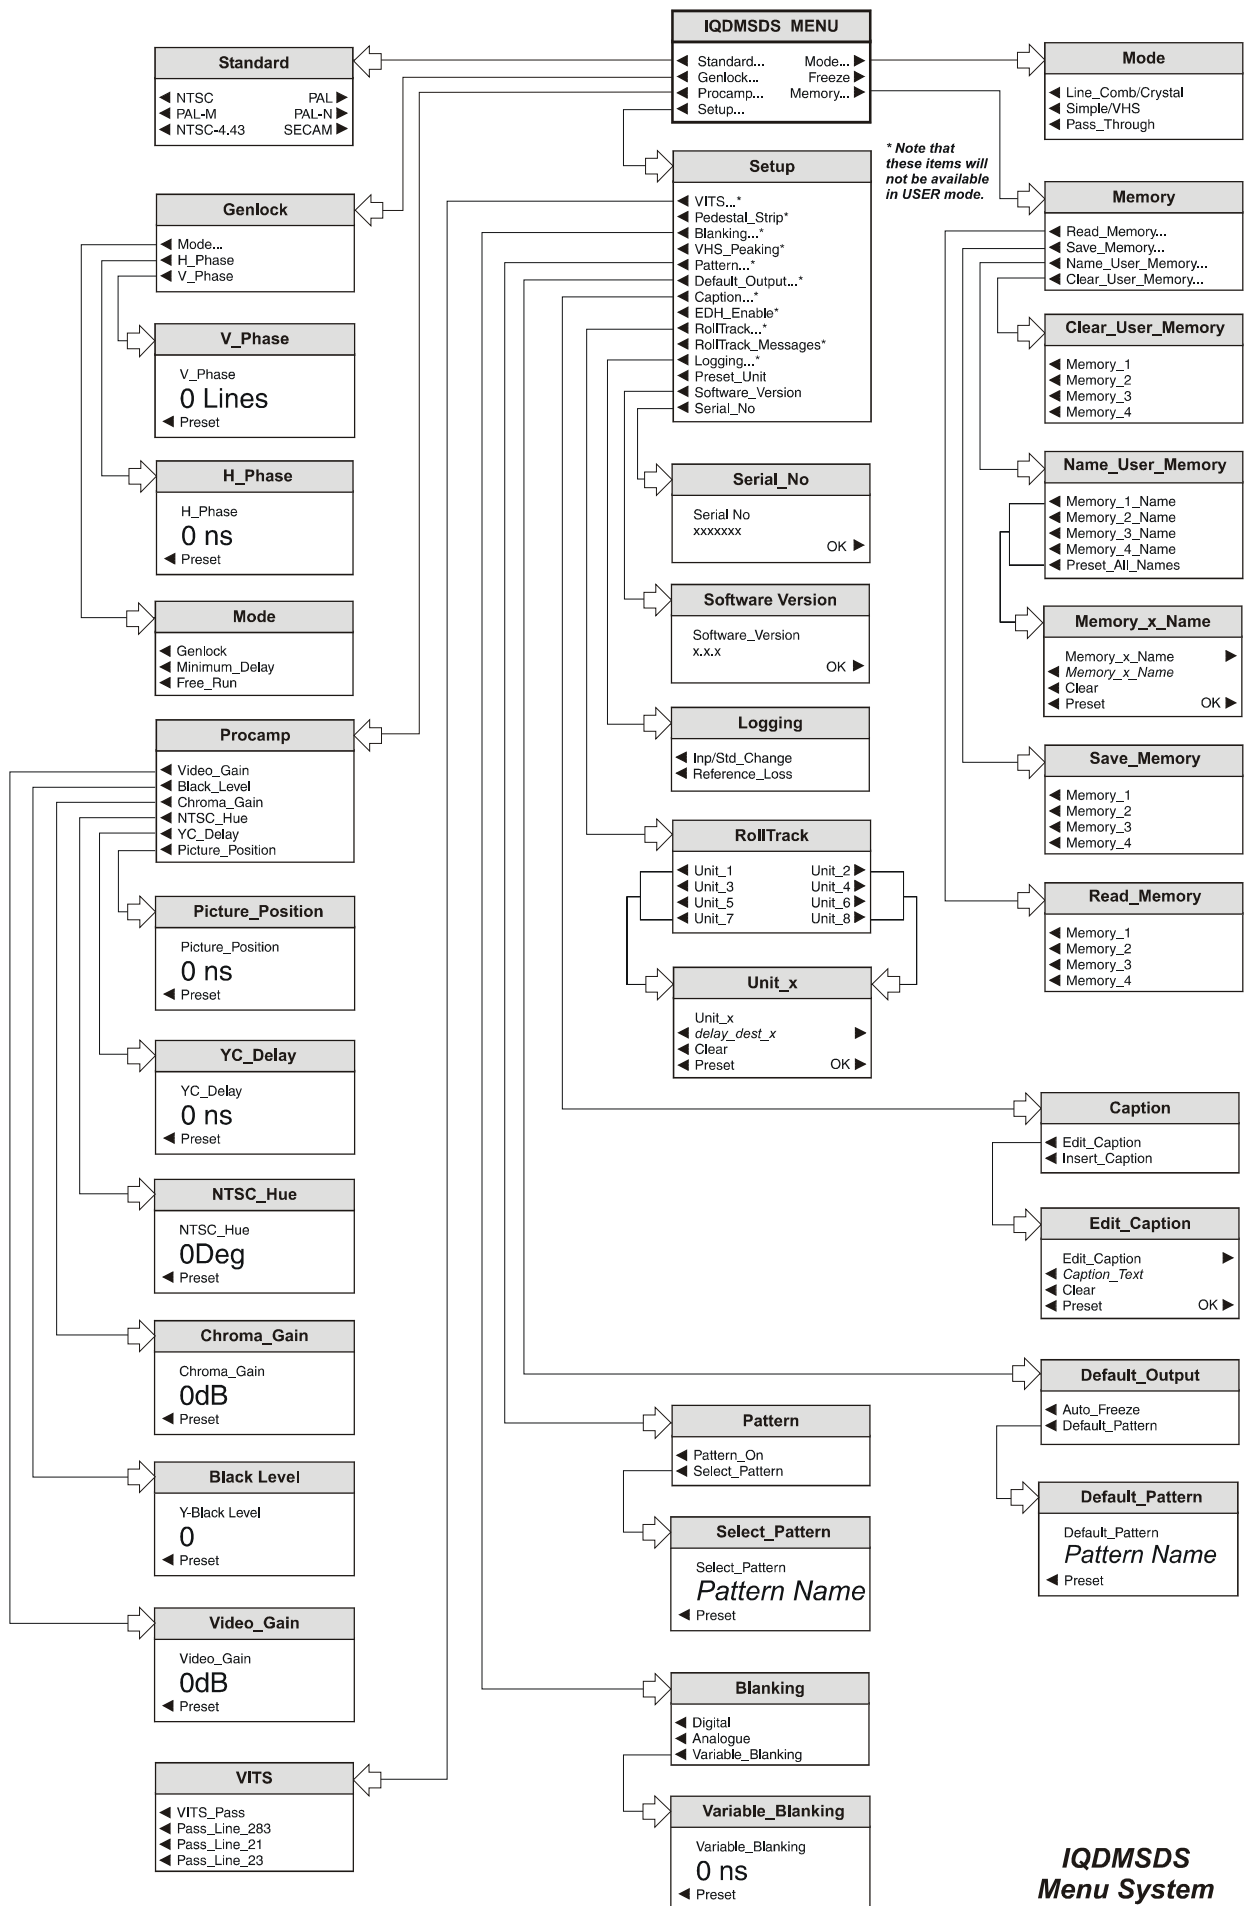 IQDMSDS MENU
Standard... Mode...
Genlock... Freeze
Procamp... Memory...
Setup...
Standard
NTSC PAL
PAL-M PAL-N
NTSC-4.43 SECAM
Mode
Line_Comb/Crystal
Simple/VHS
Pass_Through
* Note that
these items will
not be available
in USER mode.
Setup
VITS...*
Pedestal_Strip*
Blanking...*
VHS_Peaking*
Pattern...*
Default_Output...*
Caption...*
EDH_Enable*
RollTrack...*
RollTrack_Messages*
Logging...*
Preset_Unit
Software_Version
Serial_No
Genlock
Mode...
H_Phase
V_Phase
V_Phase
V_Phase
0 Lines
Preset
H_Phase
H_Phase
0 ns
Preset
Mode
Genlock
Minimum_Delay
Free_Run
Procamp
Video_Gain
Black_Level
Chroma_Gain
NTSC_Hue
YC_Delay
Picture_Position
Picture_Position
Picture_Position
0 ns
Preset
YC_Delay
YC_Delay
0 ns
Preset
NTSC_Hue
NTSC_Hue
0Deg
Preset
Chroma_Gain
Chroma_Gain
0dB
Preset
Black Level
Y-Black Level
0
Preset
Video_Gain
Video_Gain
0dB
Preset
VITS
VITS_Pass
Pass_Line_283
Pass_Line_21
Pass_Line_23
Serial_No
Serial No
xxxxxxx
OK
Software Version
Software_Version
x.x.x
OK
Logging
Inp/Std_Change
Reference_Loss
RollTrack
Unit_1 Unit_2
Unit_3 Unit_4
Unit_5 Unit_6
Unit_7 Unit_8
Unit_x
Unit_x
delay_dest_x
Clear
Preset OK
Pattern
Pattern_On
Select_Pattern
Select_Pattern
Select_Pattern
Pattern Name
Preset
Blanking
Digital
Analogue
Variable_Blanking
Variable_Blanking
Variable_Blanking
0 ns
Preset
Memory
Read_Memory...
Save_Memory...
Name_User_Memory...
Clear_User_Memory...
Clear_User_Memory
Memory_1
Memory_2
Memory_3
Memory_4
Name_User_Memory
Memory_1_Name
Memory_2_Name
Memory_3_Name
Memory_4_Name
Preset_All_Names
Memory_x_Name
Memory_x_Name
Memory_x_Name
Clear
Preset OK
Save_Memory
Memory_1
Memory_2
Memory_3
Memory_4
Read_Memory
Memory_1
Memory_2
Memory_3
Memory_4
Caption
Edit_Caption
Insert_Caption
Edit_Caption
Edit_Caption
Caption_Text
Clear
Preset OK
Default_Output
Auto_Freeze
Default_Pattern
Default_Pattern
Default_Pattern
Pattern Name
Preset
IQDMSDS
Menu System